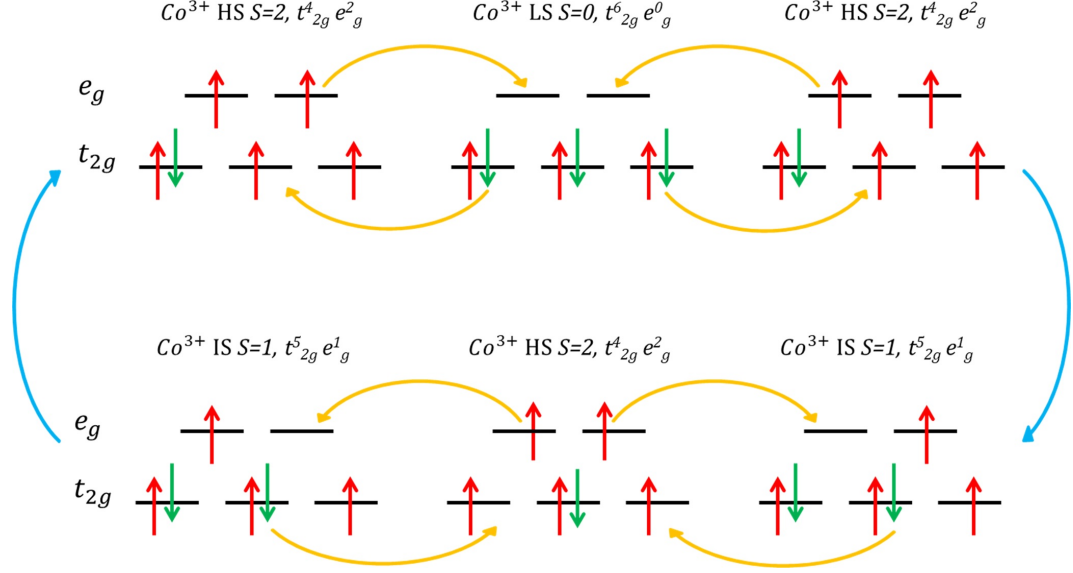 Co³⁺ HS S=2, t⁴₂g e²g
Co³⁺ LS S=0, t⁶₂g e⁰g
Co³⁺ HS S=2, t⁴₂g e²g
eg
t₂g
Co³⁺ IS S=1, t⁵₂g e¹g
Co³⁺ HS S=2, t⁴₂g e²g
Co³⁺ IS S=1, t⁵₂g e¹g
eg
t₂g